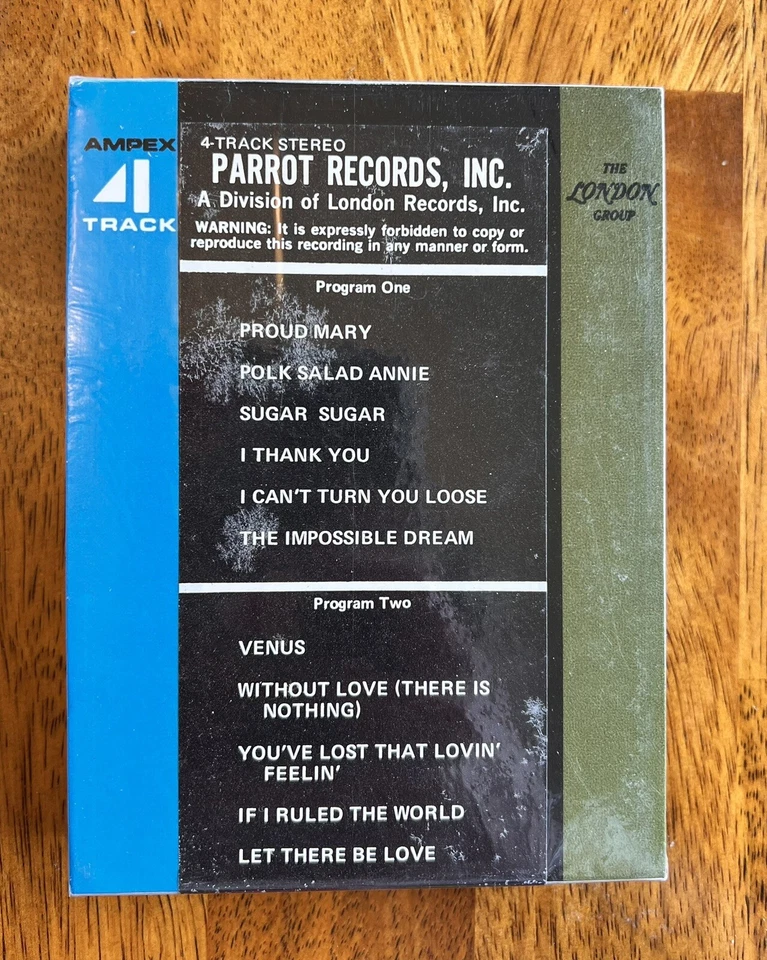 AMPEX
4
TRACK
4-TRACK STEREO
PARROT RECORDS, INC.
A Division of London Records, Inc.
WARNING: It is expressly forbidden to copy or
reproduce this recording in any manner or form.
THE
LONDON
GROUP
Program One
PROUD MARY
POLK SALAD ANNIE
SUGAR SUGAR
I THANK YOU
I CAN'T TURN YOU LOOSE
THE IMPOSSIBLE DREAM
Program Two
VENUS
WITHOUT LOVE (THERE IS
NOTHING)
YOU'VE LOST THAT LOVIN'
FEELIN'
IF I RULED THE WORLD
LET THERE BE LOVE